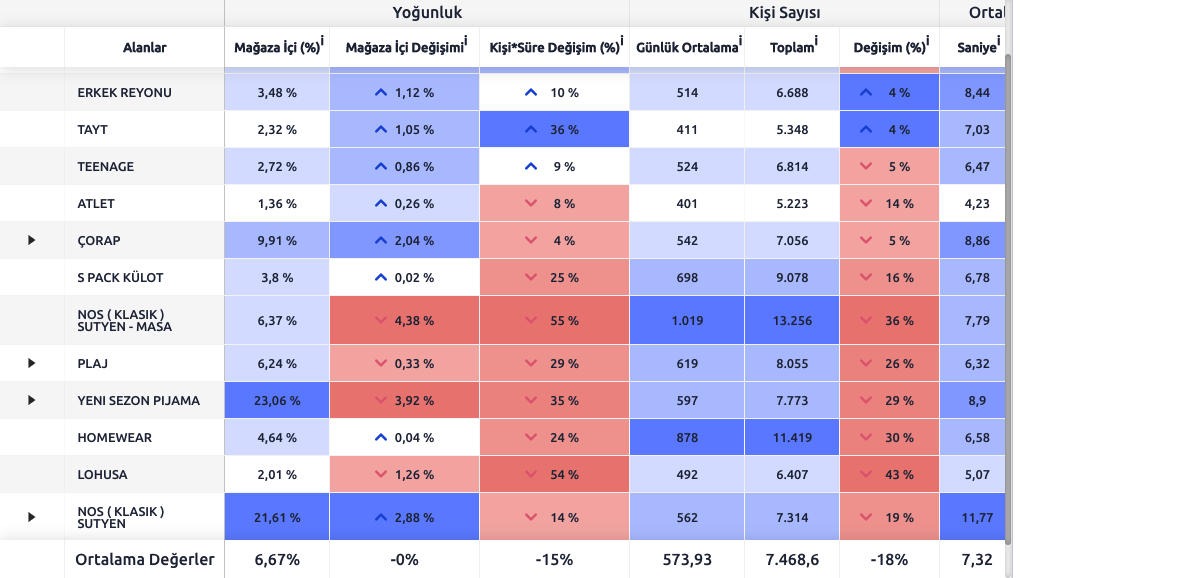 Yoğunluk Kişi Sayısı Ortal
Alanlar Mağaza İçi (%)i Mağaza İçi Değişimi i Kişi*Süre Değişim (%)i Günlük Ortalama i Toplam i Değişim (%)i Saniye i
ERKEK REYONU 3,48 % 1,12 % 10 % 514 6.688 4 % 8,44
TAYT 2,32 % 1,05 % 36 % 411 5.348 4 % 7,03
TEENAGE 2,72 % 0,86 % 9 % 524 6.814 5 % 6,47
ATLET 1,36 % 0,26 % 8 % 401 5.223 14 % 4,23
ÇORAP 9,91 % 2,04 % 4 % 542 7.056 5 % 8,86
S PACK KÜLOT 3,8 % 0,02 % 25 % 698 9.078 16 % 6,78
NOS ( KLASIK )
SUTYEN - MASA 6,37 % 4,38 % 55 % 1.019 13.256 36 % 7,79
PLAJ 6,24 % 0,33 % 29 % 619 8.055 26 % 6,32
YENI SEZON PIJAMA 23,06 % 3,92 % 35 % 597 7.773 29 % 8,9
HOMEWEAR 4,64 % 0,04 % 24 % 878 11.419 30 % 6,58
LOHUSA 2,01 % 1,26 % 54 % 492 6.407 43 % 5,07
NOS ( KLASIK )
SUTYEN 21,61 % 2,88 % 14 % 562 7.314 19 % 11,77
Ortalama Değerler 6,67% -0% -15% 573,93 7.468,6 -18% 7,32